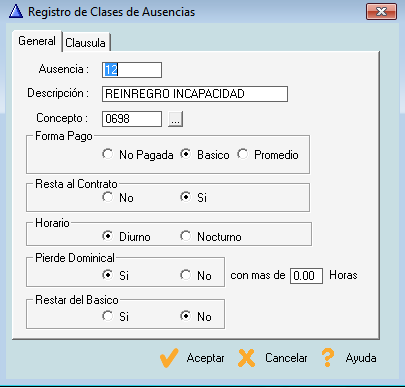 Registro de Clases de Ausencias
General Clausula
Ausencia : 12
Descripción : REINREGRO INCAPACIDAD
Concepto : 0698 ...
Forma Pago
No Pagada Basico Promedio
Resta al Contrato
No Si
Horario
Diurno Nocturno
Pierde Dominical
Si No con mas de 0.00 Horas
Restar del Basico
Si No
Aceptar Cancelar ? Ayuda